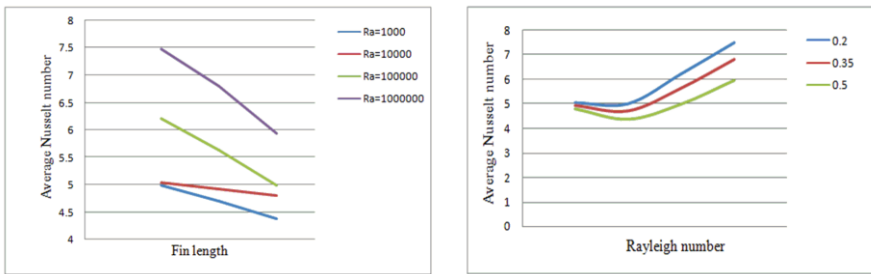 Average Nusselt number
8
7.5
7
6.5
6
5.5
5
4.5
4
Fin length
Ra=1000
Ra=10000
Ra=100000
Ra=1000000
Average Nusselt number
8
7
6
5
4
3
2
1
0
Rayleigh number
0.2
0.35
0.5